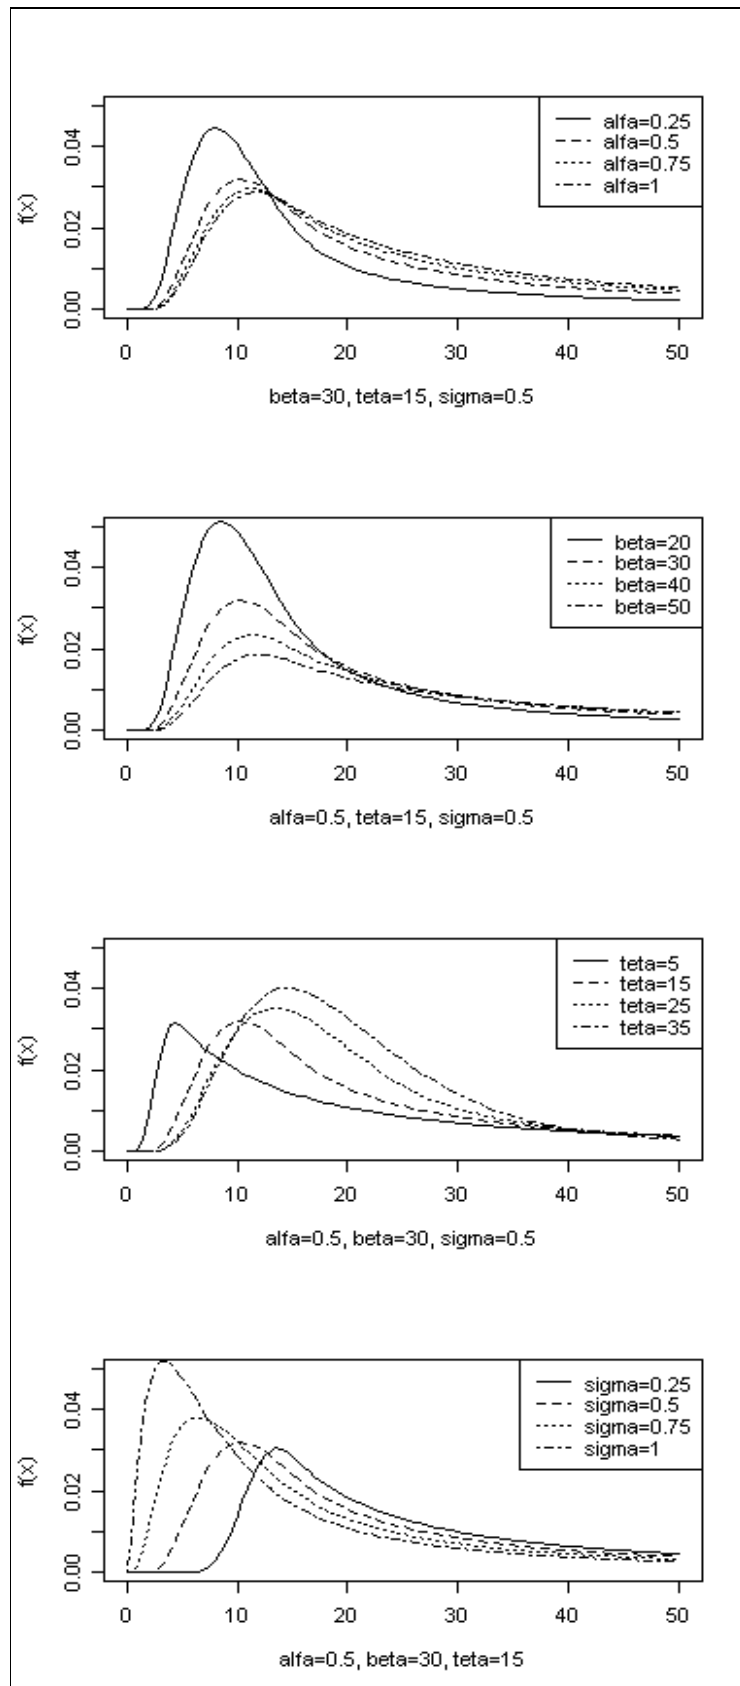 alfa=0.25
alfa=0.5
alfa=0.75
alfa=1
f(x)
0.00
0.02
0.04
0 10 20 30 40 50
beta=30, teta=15, sigma=0.5
beta=20
beta=30
beta=40
beta=50
f(x)
0.00
0.02
0.04
0 10 20 30 40 50
alfa=0.5, teta=15, sigma=0.5
teta=5
teta=15
teta=25
teta=35
f(x)
0.00
0.02
0.04
0 10 20 30 40 50
alfa=0.5, beta=30, sigma=0.5
sigma=0.25
sigma=0.5
sigma=0.75
sigma=1
f(x)
0.00
0.02
0.04
0 10 20 30 40 50
alfa=0.5, beta=30, teta=15